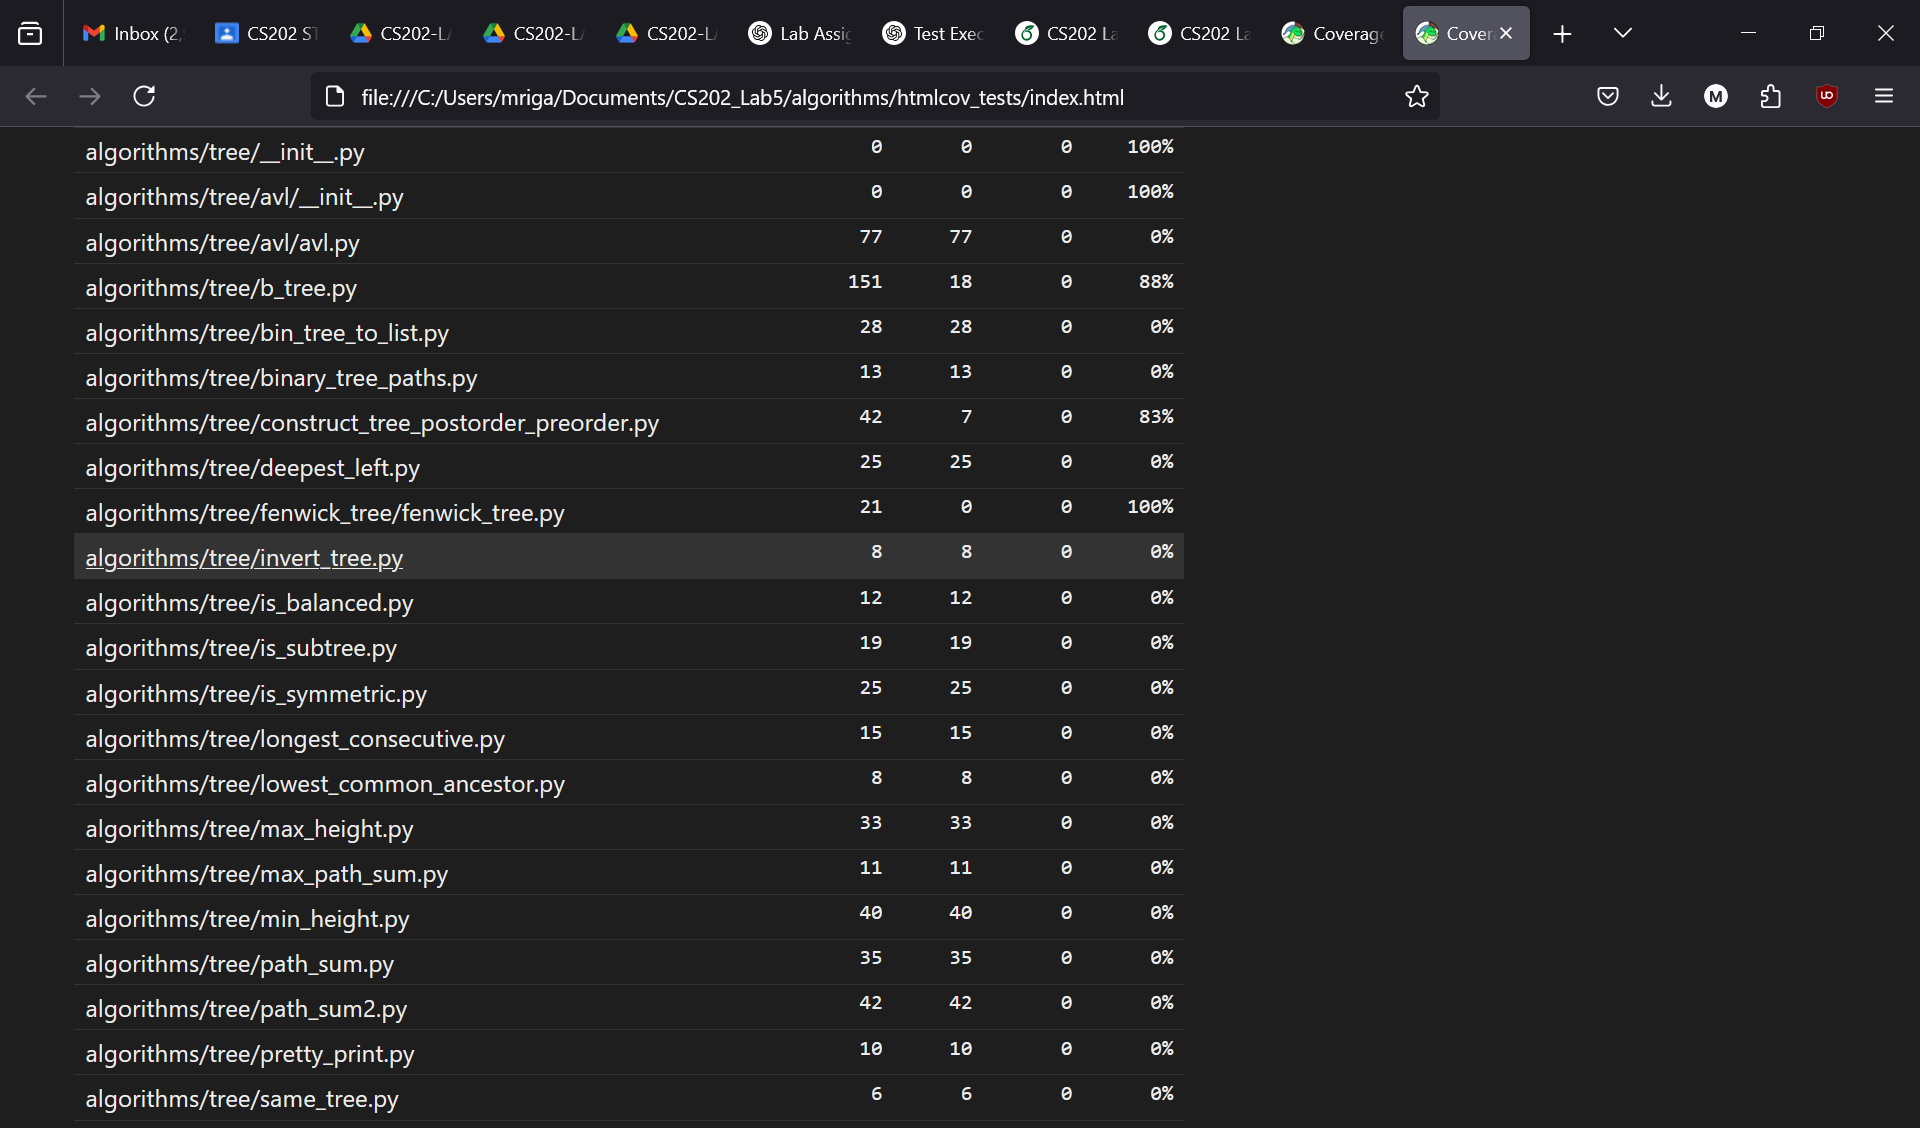 Inbox (2, CS202 ST CS202-LA CS202-LA CS202-LA Lab Assig Test Exec CS202 La CS202 La Coverag Cover
file:///C:/Users/mriga/Documents/CS202_Lab5/algorithms/htmlcov_tests/index.html M
algorithms/tree/__init__.py 0 0 0 100%
algorithms/tree/avl/__init__.py 0 0 0 100%
algorithms/tree/avl/avl.py 77 77 0 0%
algorithms/tree/b_tree.py 151 18 0 88%
algorithms/tree/bin_tree_to_list.py 28 28 0 0%
algorithms/tree/binary_tree_paths.py 13 13 0 0%
algorithms/tree/construct_tree_postorder_preorder.py 42 7 0 83%
algorithms/tree/deepest_left.py 25 25 0 0%
algorithms/tree/fenwick_tree/fenwick_tree.py 21 0 0 100%
algorithms/tree/invert_tree.py 8 8 0 0%
algorithms/tree/is_balanced.py 12 12 0 0%
algorithms/tree/is_subtree.py 19 19 0 0%
algorithms/tree/is_symmetric.py 25 25 0 0%
algorithms/tree/longest_consecutive.py 15 15 0 0%
algorithms/tree/lowest_common_ancestor.py 8 8 0 0%
algorithms/tree/max_height.py 33 33 0 0%
algorithms/tree/max_path_sum.py 11 11 0 0%
algorithms/tree/min_height.py 40 40 0 0%
algorithms/tree/path_sum.py 35 35 0 0%
algorithms/tree/path_sum2.py 42 42 0 0%
algorithms/tree/pretty_print.py 10 10 0 0%
algorithms/tree/same_tree.py 6 6 0 0%